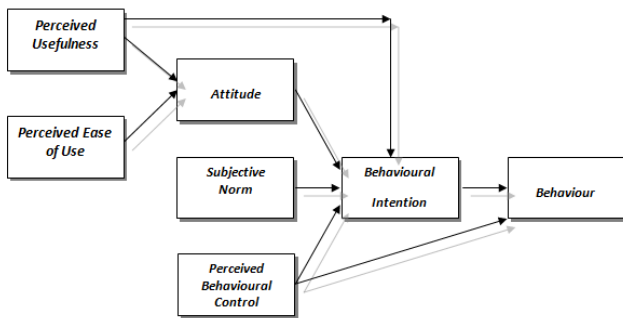 Perceived
Usefulness
Attitude
Perceived Ease
of Use
Subjective
Norm
Behavioural
Intention
Behaviour
Perceived
Behavioural
Control